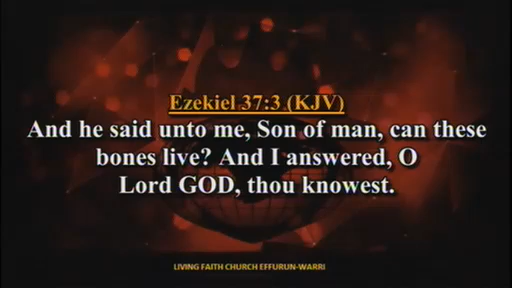 Ezekiel 37:3 (KJV)
And he said unto me, Son of man, can these
bones live? And I answered, O
Lord GOD, thou knowest.
LIVING FAITH CHURCH EFFURUN-WARRI